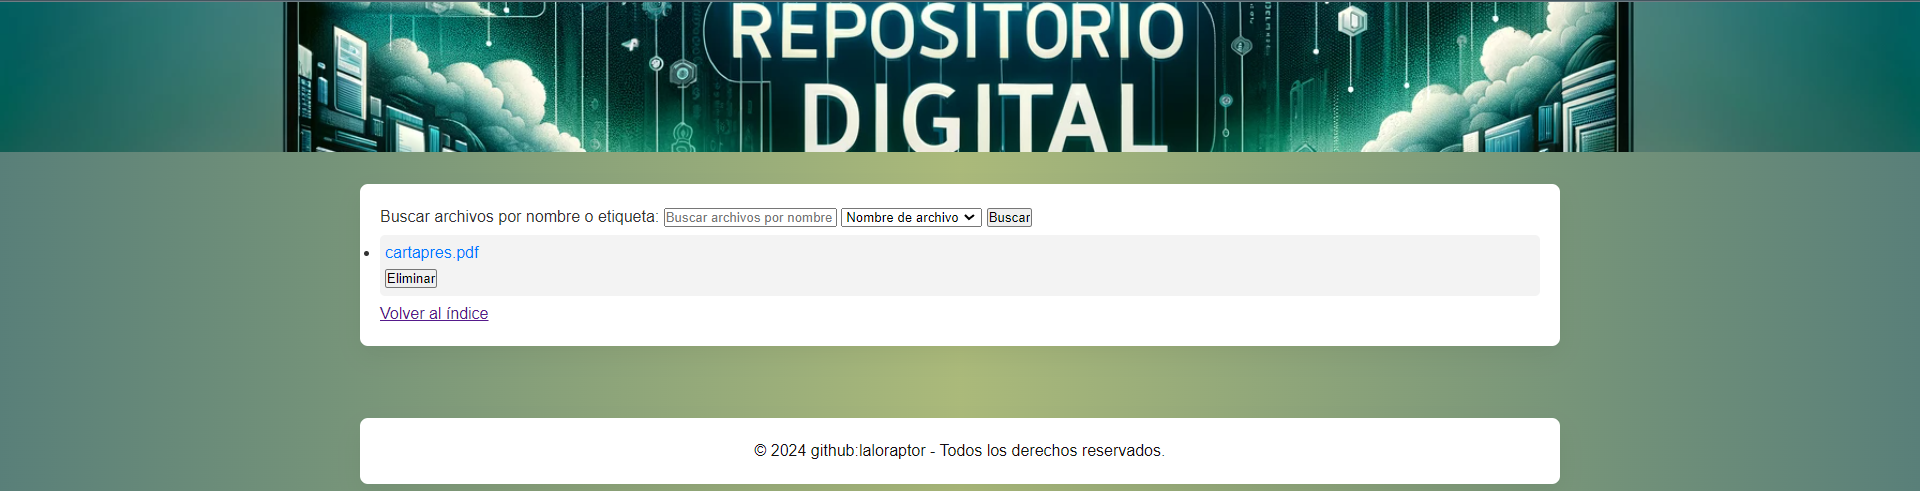 REPOSITORIO
DIGITAL
Buscar archivos por nombre o etiqueta: Buscar archivos por nombre Nombre de archivo Buscar
cartapres.pdf
Eliminar
Volver al índice
© 2024 github:laloraptor - Todos los derechos reservados.